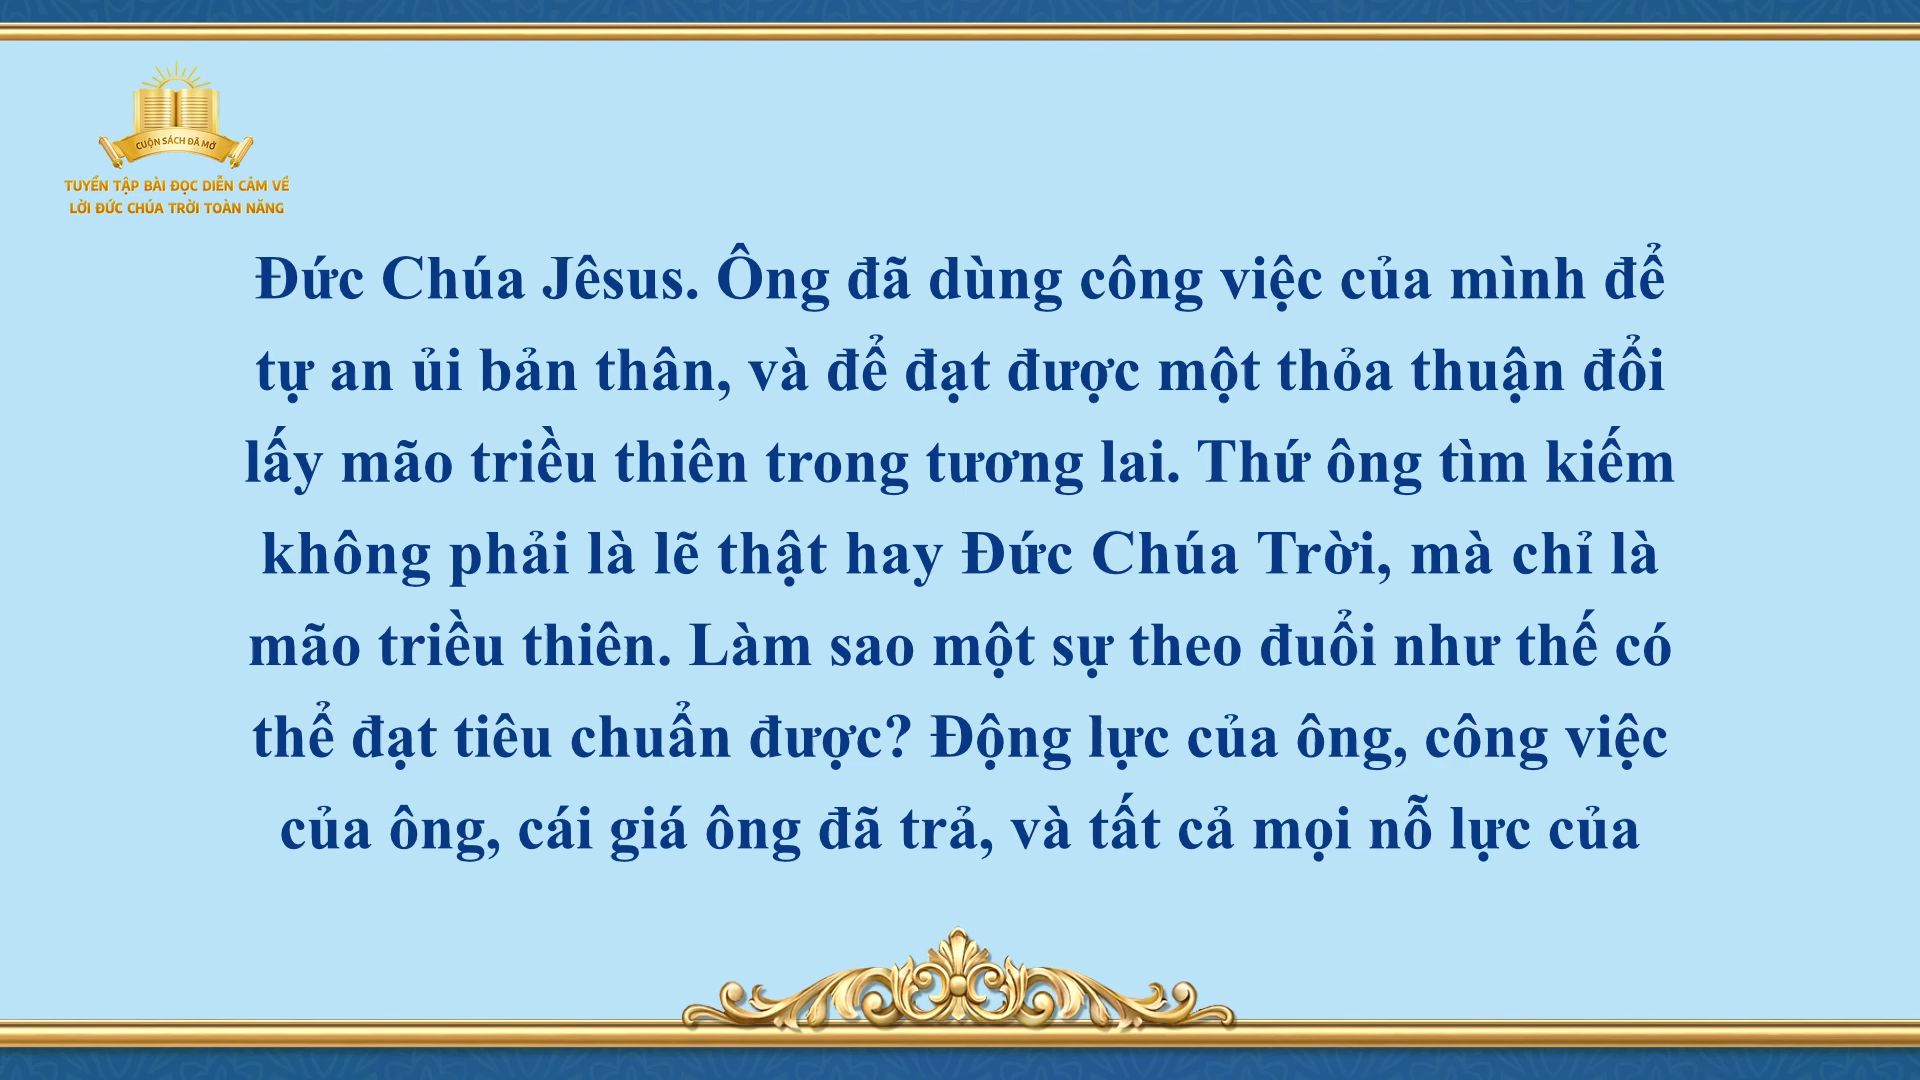 CUỘN SÁCH ĐÃ MỞ
TUYỂN TẬP BÀI ĐỌC DIỄN CẢM VỀ
LỜI ĐỨC CHÚA TRỜI TOÀN NĂNG
Đức Chúa Jêsus. Ông đã dùng công việc của mình để
tự an ủi bản thân, và để đạt được một thỏa thuận đổi
lấy mão triều thiên trong tương lai. Thứ ông tìm kiếm
không phải là lẽ thật hay Đức Chúa Trời, mà chỉ là
mão triều thiên. Làm sao một sự theo đuổi như thế có
thể đạt tiêu chuẩn được? Động lực của ông, công việc
của ông, cái giá ông đã trả, và tất cả mọi nỗ lực của